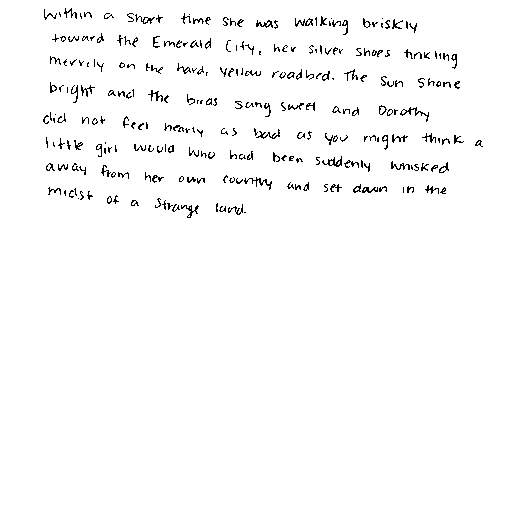 Within a short time she was walking briskly
toward the Emerald City, her silver shoes tinkling
merrily on the hard, yellow roadbed. The sun shone
bright and the birds sang sweet and Dorothy
did not feel nearly as bad as you might think a
little girl would who had been suddenly whisked
away from her own country and set down in the
midst of a strange land.